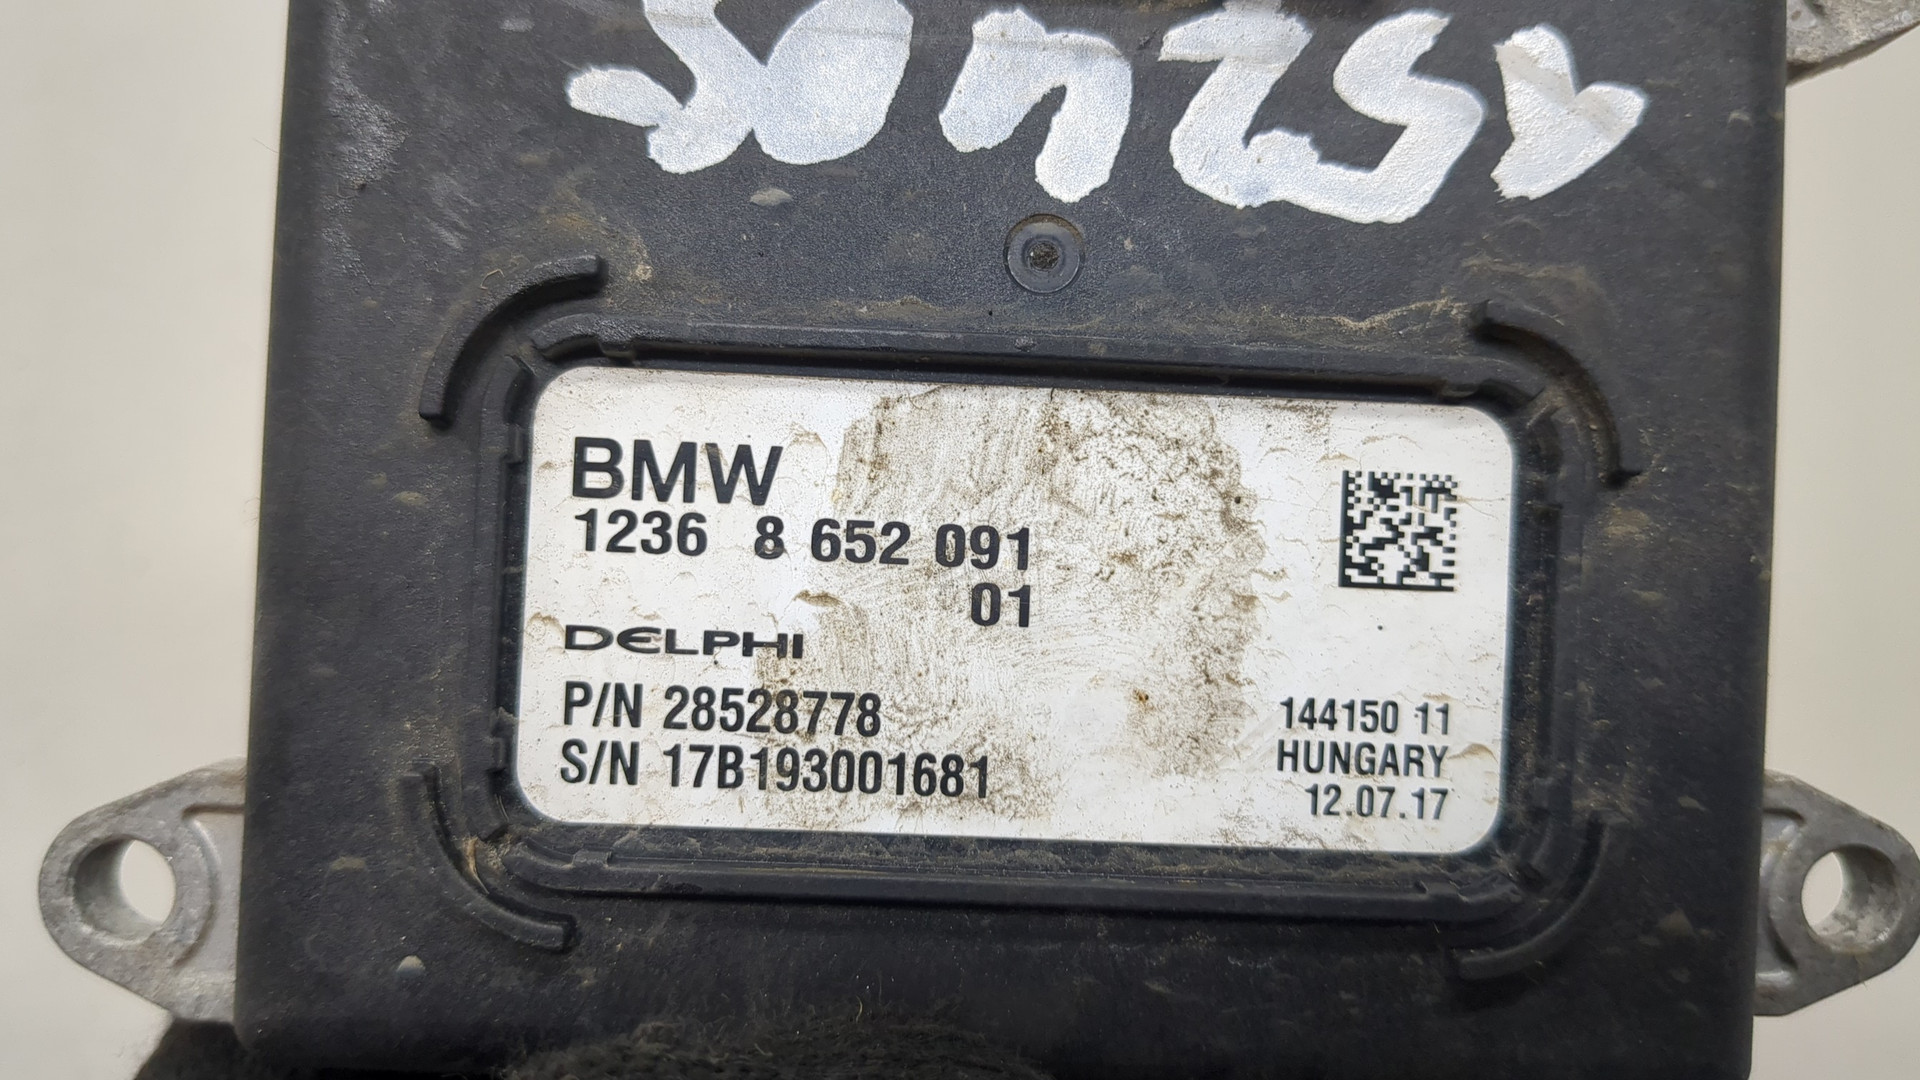 BMW
1236 8 652 091
01
DELPHI
P/N 28528778
S/N 17B193001681
144150 11
HUNGARY
12.07.17